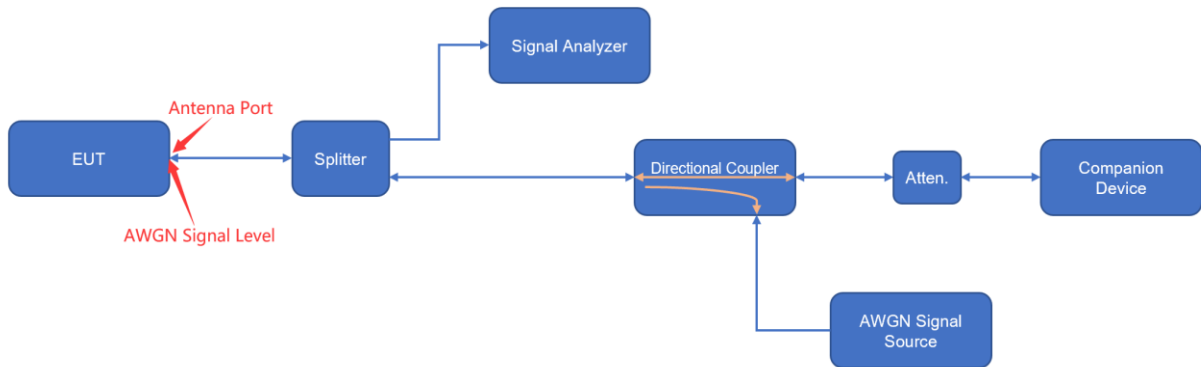 Signal Analyzer
Antenna Port
EUT
Splitter
Directional Coupler
Atten.
Companion
Device
AWGN Signal Level
AWGN Signal
Source